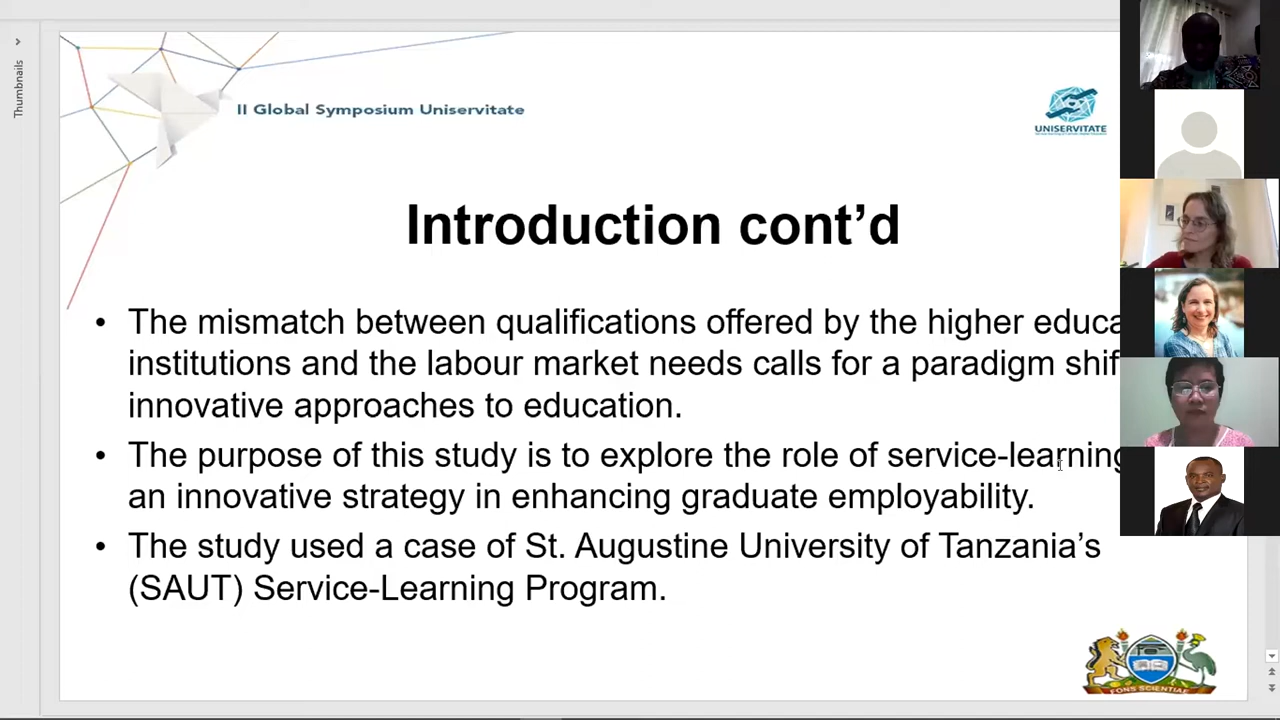 Thumbnails
II Global Symposium Uniservitate
UNISERVITATE
Introduction cont’d
• The mismatch between qualifications offered by the higher educa
institutions and the labour market needs calls for a paradigm shif
innovative approaches to education.
• The purpose of this study is to explore the role of service-learning
an innovative strategy in enhancing graduate employability.
• The study used a case of St. Augustine University of Tanzania’s
(SAUT) Service-Learning Program.
FONS SCIENTIAE